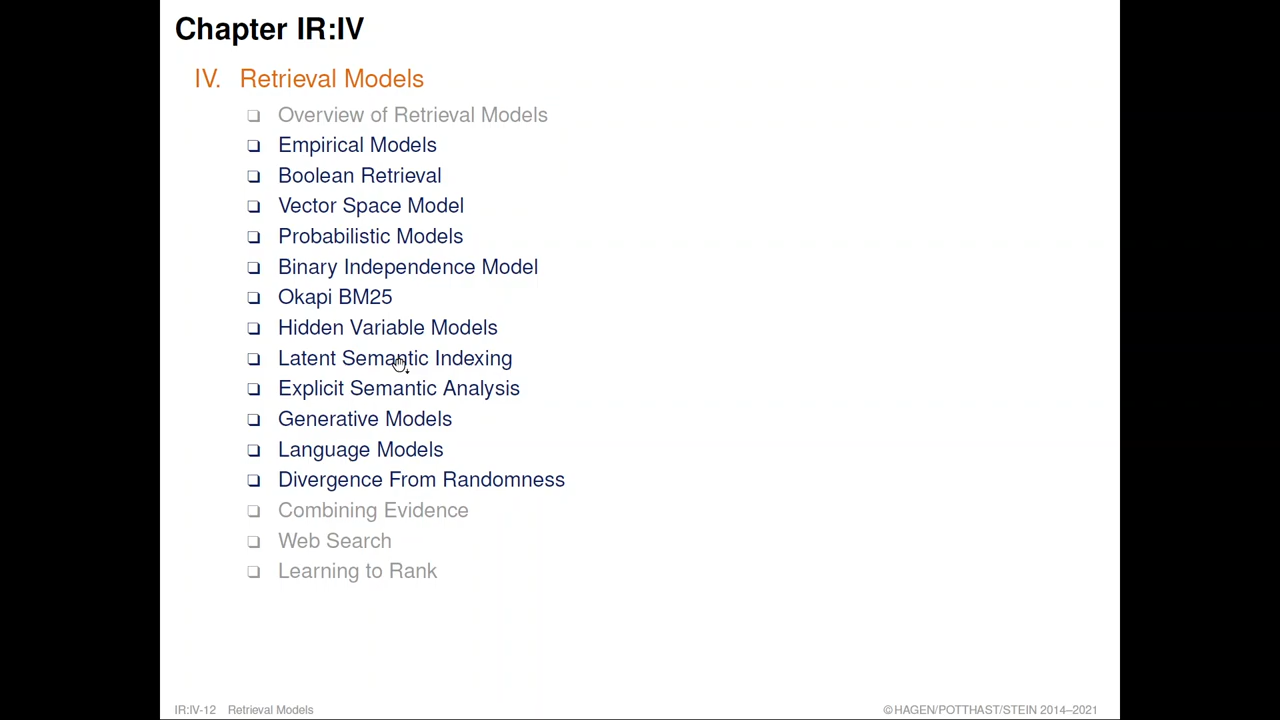 Chapter IR:IV
IV. Retrieval Models
❏ Overview of Retrieval Models
❏ Empirical Models
❏ Boolean Retrieval
❏ Vector Space Model
❏ Probabilistic Models
❏ Binary Independence Model
❏ Okapi BM25
❏ Hidden Variable Models
❏ Latent Semantic Indexing
❏ Explicit Semantic Analysis
❏ Generative Models
❏ Language Models
❏ Divergence From Randomness
❏ Combining Evidence
❏ Web Search
❏ Learning to Rank
IR:IV-12 Retrieval Models
© HAGEN/POTTHAST/STEIN 2014–2021